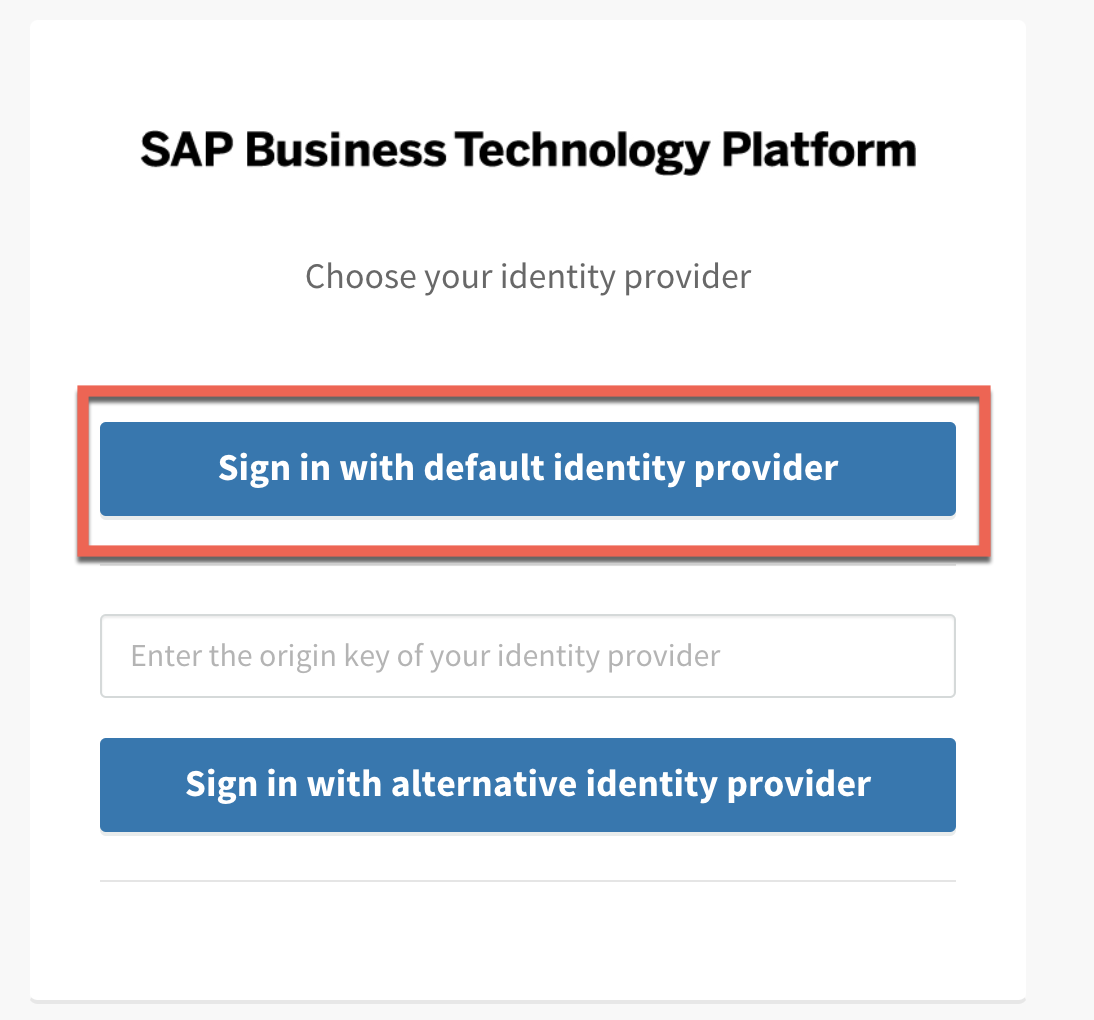 SAP Business Technology Platform
Choose your identity provider
Sign in with default identity provider
Enter the origin key of your identity provider
Sign in with alternative identity provider